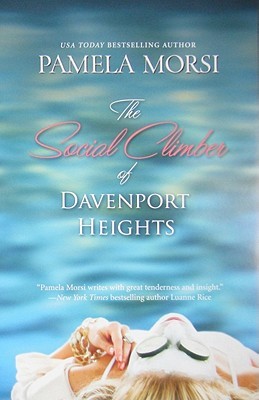 USA TODAY BESTSELLING AUTHOR
PAMELA MORSI
The
Social Climber
of
DAVENPORT
HEIGHTS
"Pamela Morsi writes with great tenderness and insight."
—New York Times bestselling author Luanne Rice